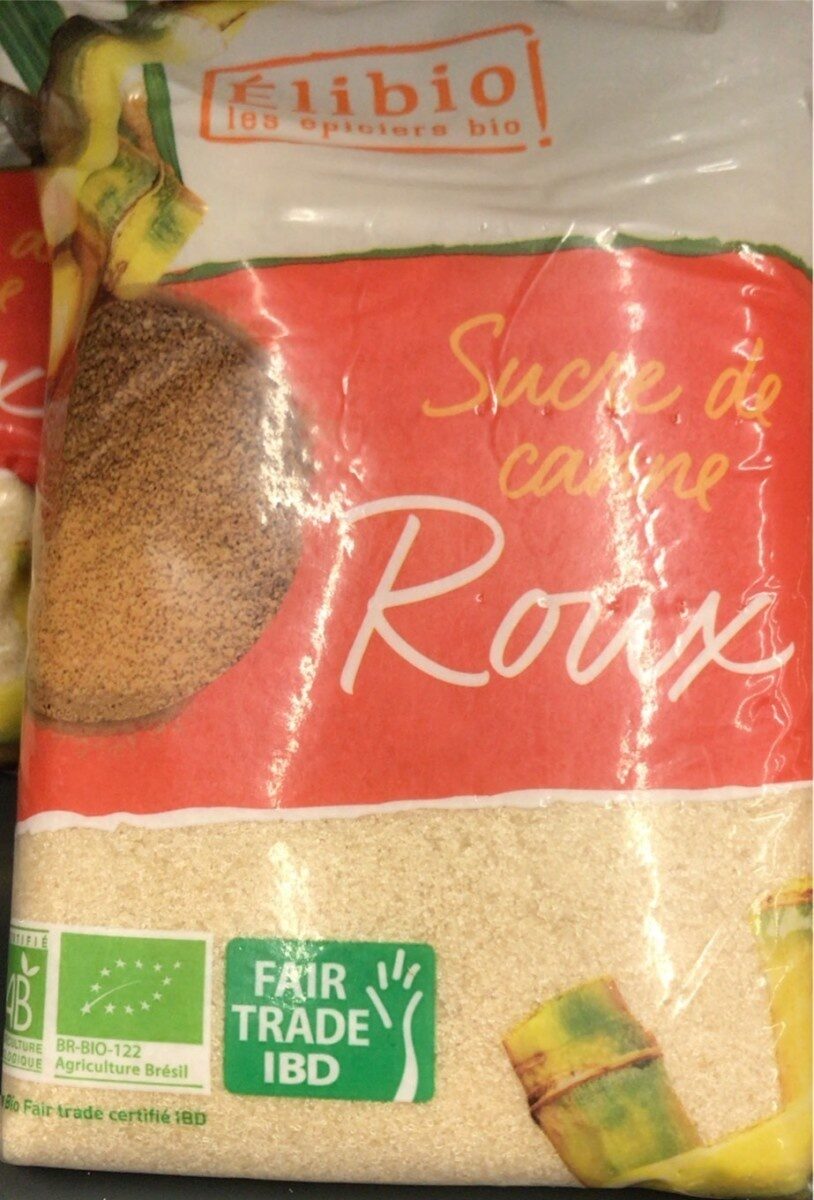 Élibio !
les épiciers bio
Sucre de
canne
Roux
AB
BR-BIO-122
Agriculture Brésil
FAIR
TRADE
IBD
Bio Fair trade certifié IBD